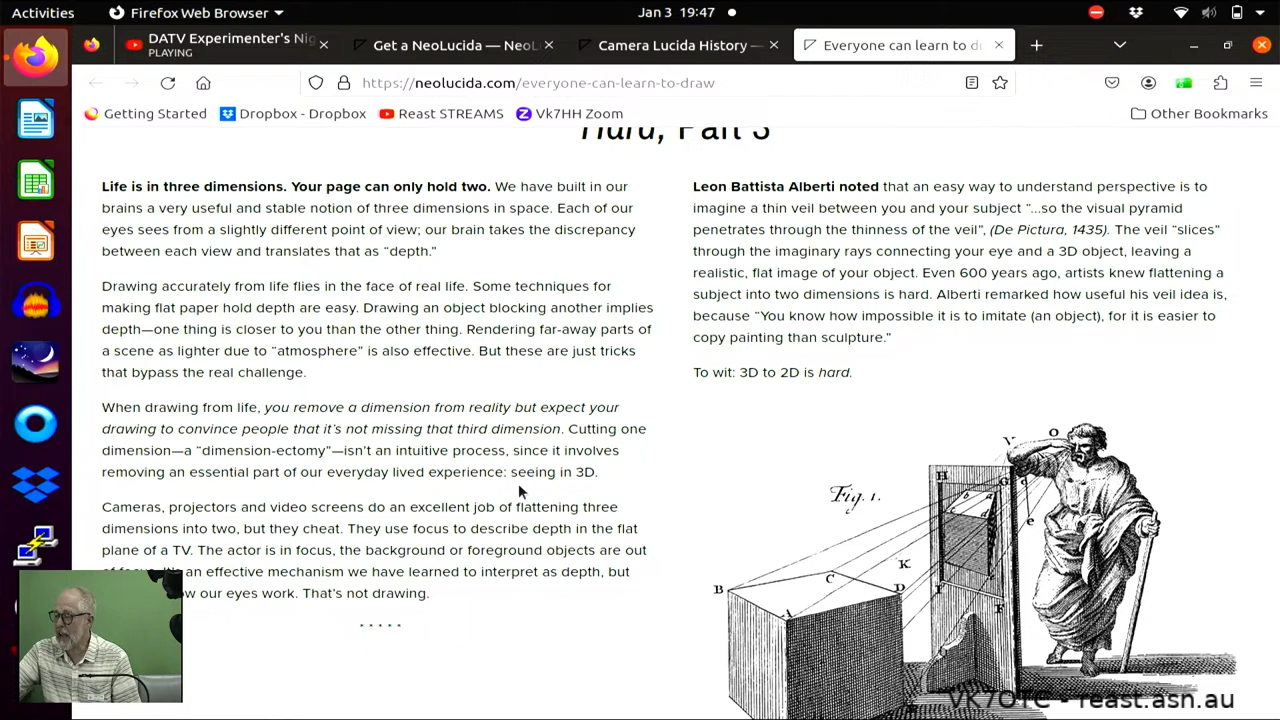 Activities
Firefox Web Browser
Jan 3 19:47
DATV Experimenter's Nig
PLAYING
Get a NeoLucida — NeoL
Camera Lucida History —
Everyone can learn to d
https://neolucida.com/everyone-can-learn-to-draw
Getting Started
Dropbox - Dropbox
Reast STREAMS
Vk7HH Zoom
Other Bookmarks
Hard, Part 3
Life is in three dimensions. Your page can only hold two. We have built in our
brains a very useful and stable notion of three dimensions in space. Each of our
eyes sees from a slightly different point of view; our brain takes the discrepancy
between each view and translates that as “depth.”
Drawing accurately from life flies in the face of real life. Some techniques for
making flat paper hold depth are easy. Drawing an object blocking another implies
depth—one thing is closer to you than the other thing. Rendering far-away parts of
a scene as lighter due to “atmosphere” is also effective. But these are just tricks
that bypass the real challenge.
When drawing from life, you remove a dimension from reality but expect your
drawing to convince people that it’s not missing that third dimension. Cutting one
dimension—a “dimension-ectomy”—isn’t an intuitive process, since it involves
removing an essential part of our everyday lived experience: seeing in 3D.
Cameras, projectors and video screens do an excellent job of flattening three
dimensions into two, but they cheat. They use focus to describe depth in the flat
plane of a TV. The actor is in focus, the background or foreground objects are out
an effective mechanism we have learned to interpret as depth, but
our eyes work. That’s not drawing.
Leon Battista Alberti noted that an easy way to understand perspective is to
imagine a thin veil between you and your subject “...so the visual pyramid
penetrates through the thinness of the veil”, (De Pictura, 1435). The veil “slices”
through the imaginary rays connecting your eye and a 3D object, leaving a
realistic, flat image of your object. Even 600 years ago, artists knew flattening a
subject into two dimensions is hard. Alberti remarked how useful his veil idea is,
because “You know how impossible it is to imitate (an object), for it is easier to
copy painting than sculpture.”
To wit: 3D to 2D is hard.
Fig. 1.
O
H
G
e
K
B
C
D
A
F
VK7OTC - reast.asn.au